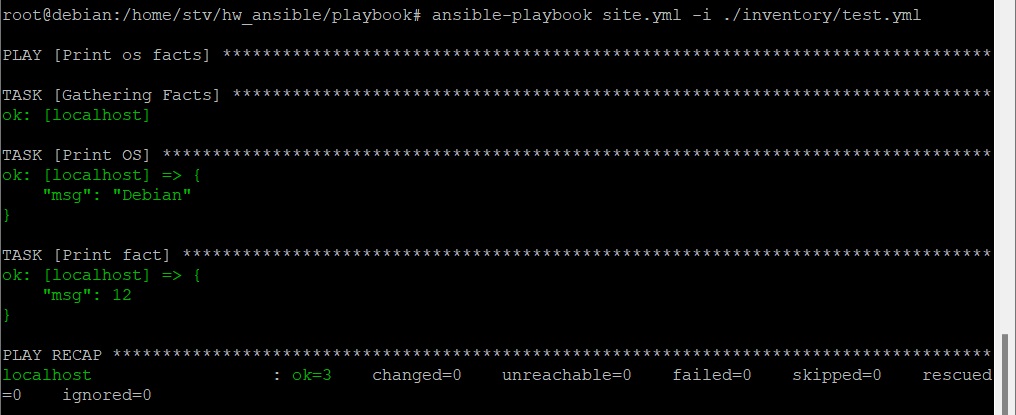 root@debian:/home/stv/hw_ansible/playbook# ansible-playbook site.yml -i ./inventory/test.yml
PLAY [Print os facts] *****************************************************************************
TASK [Gathering Facts] ****************************************************************************
ok: [localhost]
TASK [Print OS] ***********************************************************************************
ok: [localhost] => {
    "msg": "Debian"
}
TASK [Print fact] *********************************************************************************
ok: [localhost] => {
    "msg": 12
}
PLAY RECAP ****************************************************************************************
localhost                  : ok=3    changed=0    unreachable=0    failed=0    skipped=0    rescued
=0    ignored=0